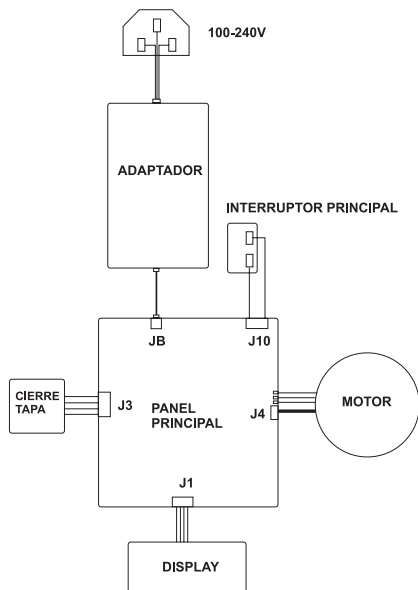 100-240V
ADAPTADOR
INTERRUPTOR PRINCIPAL
JB
J10
CIERRE
TAPA
J3
PANEL
PRINCIPAL
J4
MOTOR
J1
DISPLAY